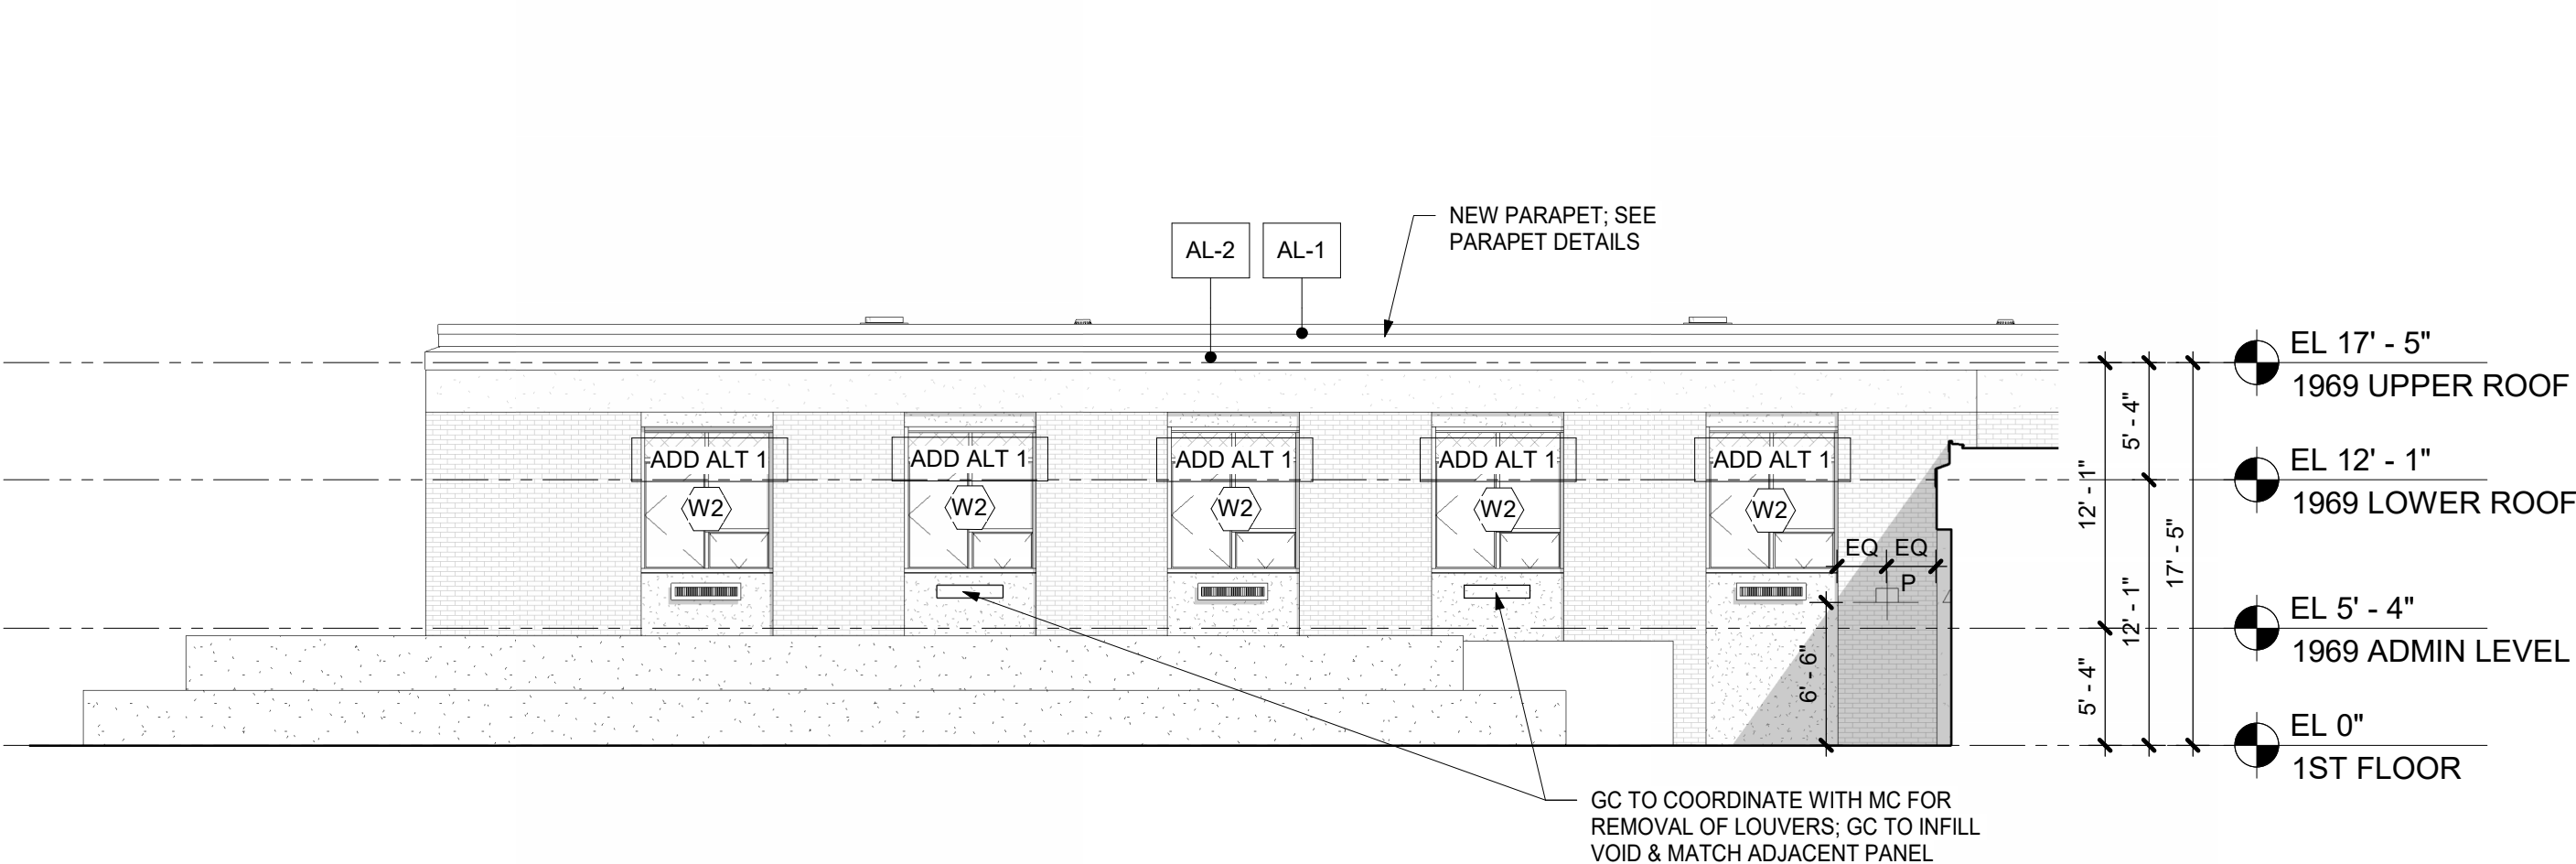 NEW PARAPET; SEE
PARAPET DETAILS
AL-2
AL-1
EL 17' - 5"
1969 UPPER ROOF
EL 12' - 1"
1969 LOWER ROOF
EL 5' - 4"
1969 ADMIN LEVEL
EL 0"
1ST FLOOR
5' - 4"
12' - 1"
17' - 5"
12' - 1"
5' - 4"
ADD ALT 1
ADD ALT 1
ADD ALT 1
ADD ALT 1
ADD ALT 1
W2
W2
W2
W2
W2
EQ
EQ
P
6' - 6"
GC TO COORDINATE WITH MC FOR
REMOVAL OF LOUVERS; GC TO INFILL
VOID & MATCH ADJACENT PANEL